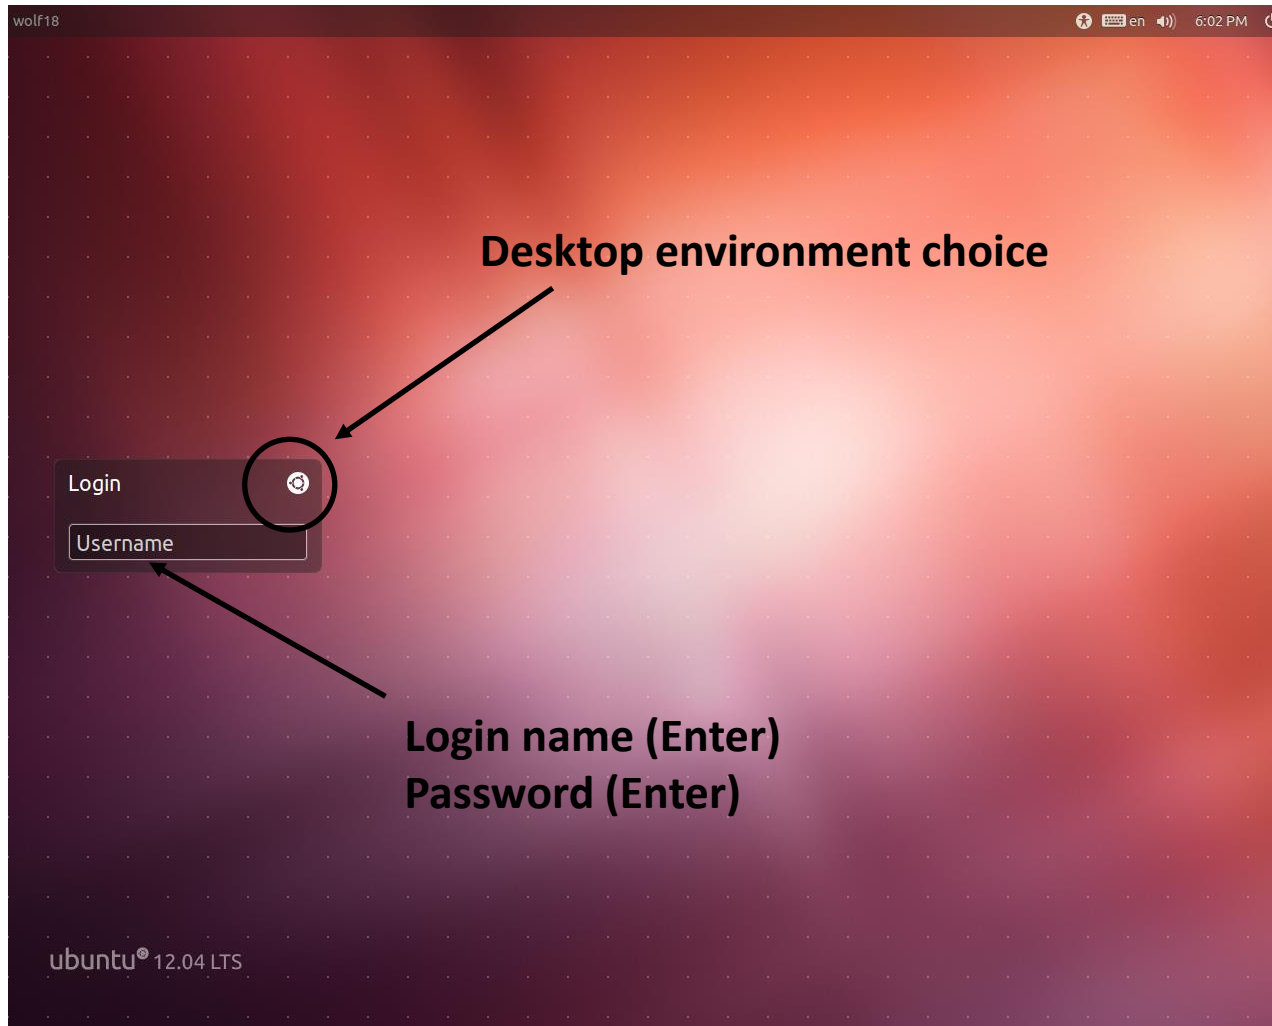 wolf18
en 6:02 PM
Desktop environment choice
Login
Username
Login name (Enter)
Password (Enter)
ubuntu 12.04 LTS